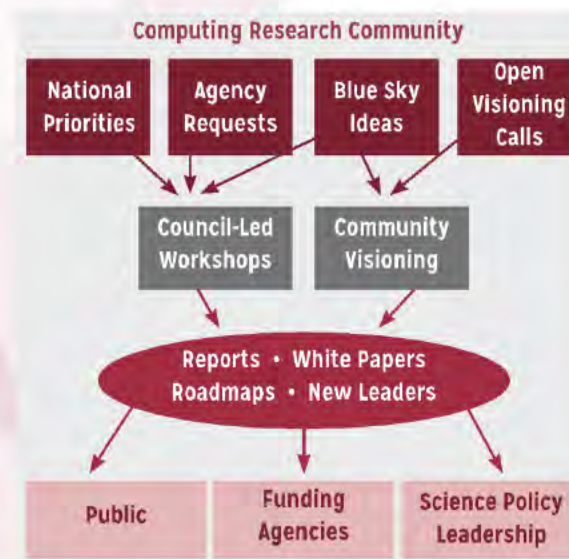 Computing Research Community
National
Priorities
Agency
Requests
Blue Sky
Ideas
Open
Visioning
Calls
Council-Led
Workshops
Community
Visioning
Reports • White Papers
Roadmaps • New Leaders
Public
Funding
Agencies
Science Policy
Leadership